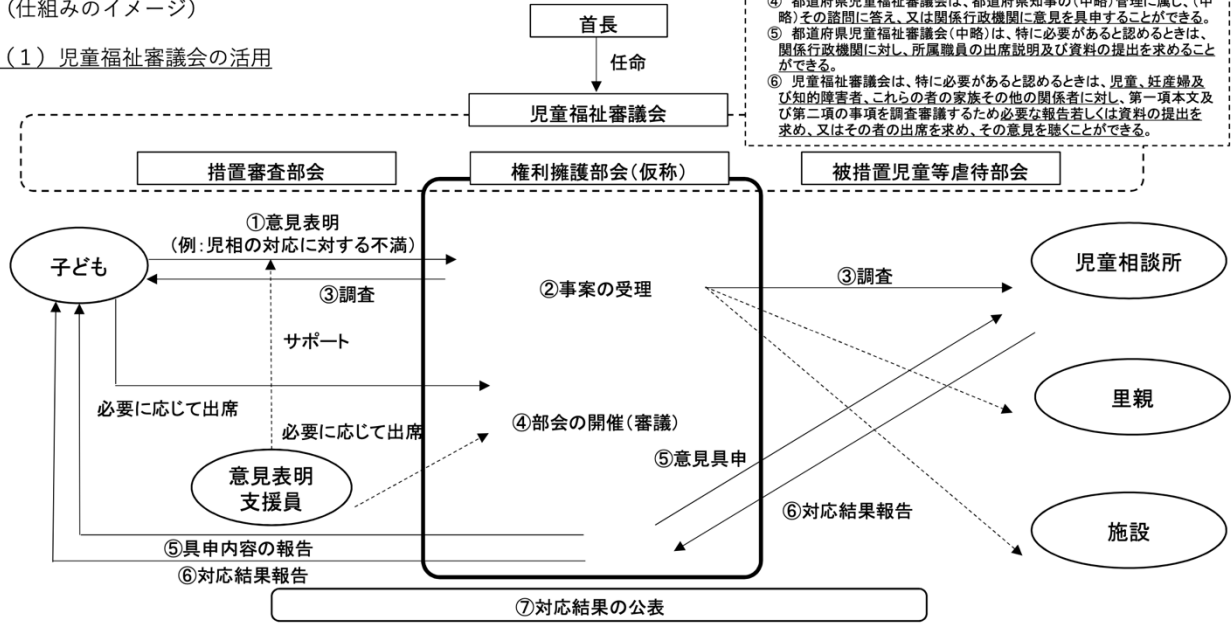 (仕組みのイメージ)
(1)児童福祉審議会の活用
首長
任命
④ 都道府県児童福祉審議会は、都道府県知事の(中略)管理に属し、(中
略)その諮問に答え、又は関係行政機関に意見を具申することができる。
⑤ 都道府県児童福祉審議会(中略)は、特に必要があると認めるときは、
関係行政機関に対し、所属職員の出席説明及び資料の提出を求めること
ができる。
⑥ 児童福祉審議会は、特に必要があると認めるときは、児童、妊産婦及
び知的障害者、これらの者の家族その他の関係者に対し、第一項本文及
び第二項の事項を調査審議するため必要な報告若しくは資料の提出を
求め、又はその者の出席を求め、その意見を聴くことができる。
児童福祉審議会
措置審査部会
権利擁護部会(仮称)
被措置児童等虐待部会
①意見表明
(例:児相の対応に対する不満)
子ども
③調査
②事案の受理
③調査
児童相談所
サポート
必要に応じて出席
必要に応じて出席
④部会の開催(審議)
里親
意見表明
支援員
⑤意見具申
⑥対応結果報告
施設
⑤具申内容の報告
⑥対応結果報告
⑦対応結果の公表